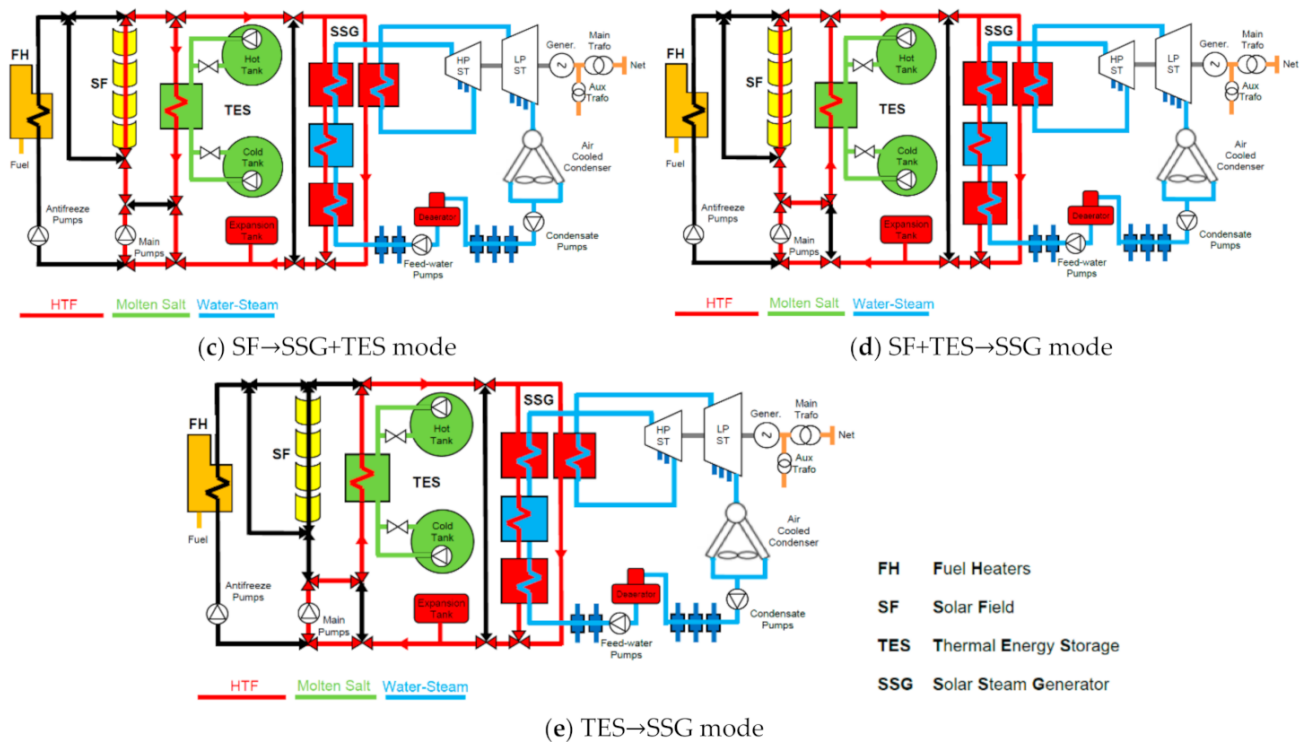 FH
SF
Fuel
Antifreeze
Pumps
Main
Pumps
Hot
Tank
TES
Cold
Tank
Expansion
Tank
SSG
HP
ST
LP
ST
Gener.
Main
Trafo
Net
Aux
Trafo
Air
Cooled
Condenser
Deaerator
Condensate
Pumps
Feed-water
Pumps
HTF
Molten Salt
Water-Steam
(c) SF→SSG+TES mode
FH
SF
Fuel
Antifreeze
Pumps
Main
Pumps
Hot
Tank
TES
Cold
Tank
Expansion
Tank
SSG
HP
ST
LP
ST
Gener.
Main
Trafo
Net
Aux
Trafo
Air
Cooled
Condenser
Deaerator
Condensate
Pumps
Feed-water
Pumps
HTF
Molten Salt
Water-Steam
(d) SF+TES→SSG mode
FH
SF
Fuel
Antifreeze
Pumps
Main
Pumps
Hot
Tank
TES
Cold
Tank
Expansion
Tank
SSG
HP
ST
LP
ST
Gener.
Main
Trafo
Net
Aux
Trafo
Air
Cooled
Condenser
Deaerator
Condensate
Pumps
Feed-water
Pumps
HTF
Molten Salt
Water-Steam
FH Fuel Heaters
SF Solar Field
TES Thermal Energy Storage
SSG Solar Steam Generator
(e) TES→SSG mode